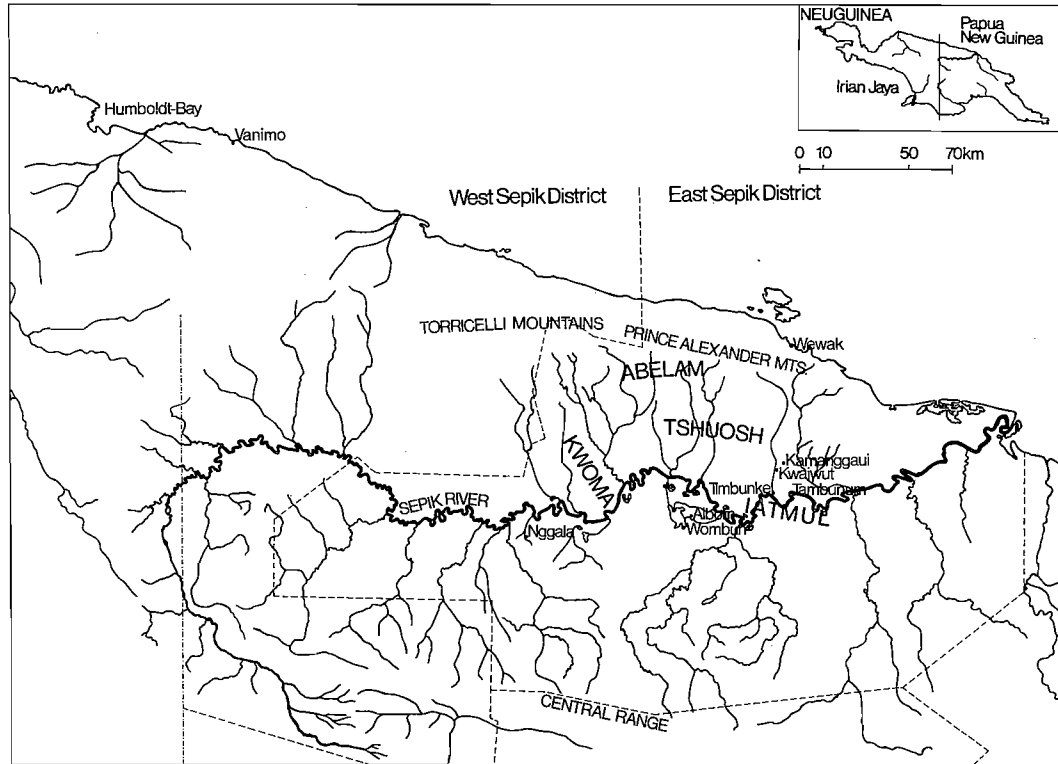 NEUGUINEA
Papua
New Guinea
Irian Jaya
0 10 50 70km
Humboldt-Bay
Vanimo
West Sepik District
East Sepik District
TORRICELLI MOUNTAINS
PRINCE ALEXANDER MTS.
Wewak
ABELAM
TSHUOSH
KWOMA
Kamanggaui
Kwaiwut
Timbunke
Tambunum
SEPIK RIVER
IATMUL
Nggala
Aibom
Wombun
CENTRAL RANGE